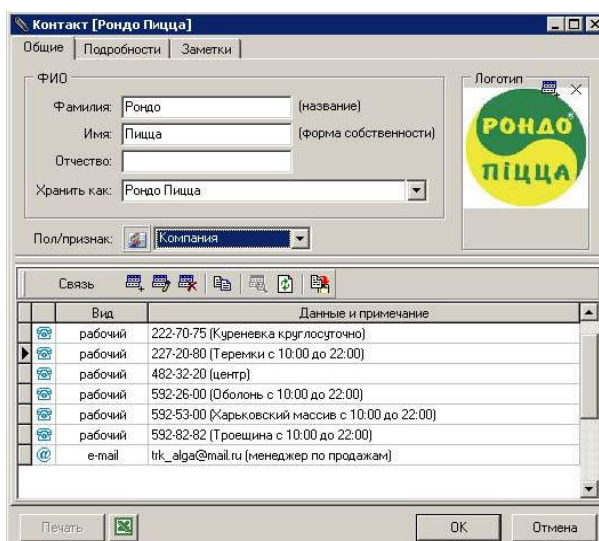 Контакт [Рондо Пицца]
Общие Подробности Заметки
ФИО
Фамилия: Рондо (название)
Имя: Пицца (форма собственности)
Отчество:
Хранить как: Рондо Пицца
Логотип
РОНДО
ПІЦЦА
Пол/признак: Компания
Связь
Вид Данные и примечание
рабочий 222-70-75 (Куреневка круглосуточно)
рабочий 227-20-80 (Теремки с 10:00 до 22:00)
рабочий 482-32-20 (центр)
рабочий 592-26-00 (Оболонь с 10:00 до 22:00)
рабочий 592-53-00 (Харьковский массив с 10:00 до 22:00)
рабочий 592-82-82 (Троещина с 10:00 до 22:00)
e-mail trk_alga@mail.ru (менеджер по продажам)
Печать OK Отмена